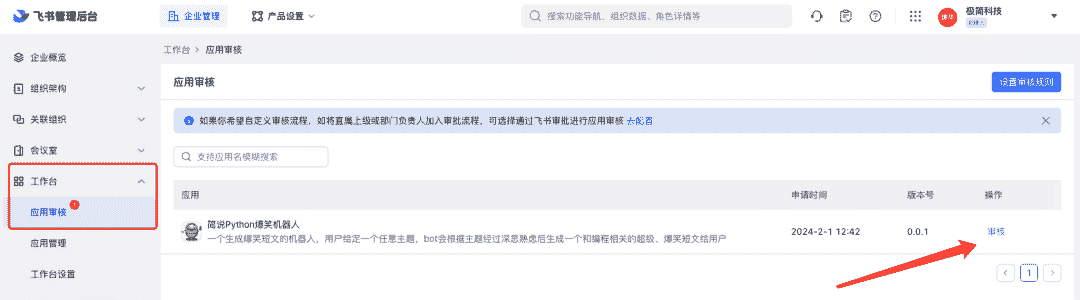 飞书管理后台
企业管理
产品设置
搜索功能导航、组织数据、角色详情等
极简科技
企业概览
组织架构
关联组织
会议室
工作台
应用审核
应用管理
工作台设置
工作台 > 应用审核
应用审核
设置审核规则
如果你希望自定义审核流程，如将直属上级或部门负责人加入审批流程，可选择通过飞书审批进行应用审核 去配置
支持应用名模糊搜索
应用 申请时间 版本号 操作
简说Python爆笑机器人
一个生成爆笑短文的机器人，用户给定一个任意主题，bot会根据主题经过深思熟虑后生成一个和编程相关的超级、爆笑短文给用户
2024-2-1 12:42 0.0.1 审核
1